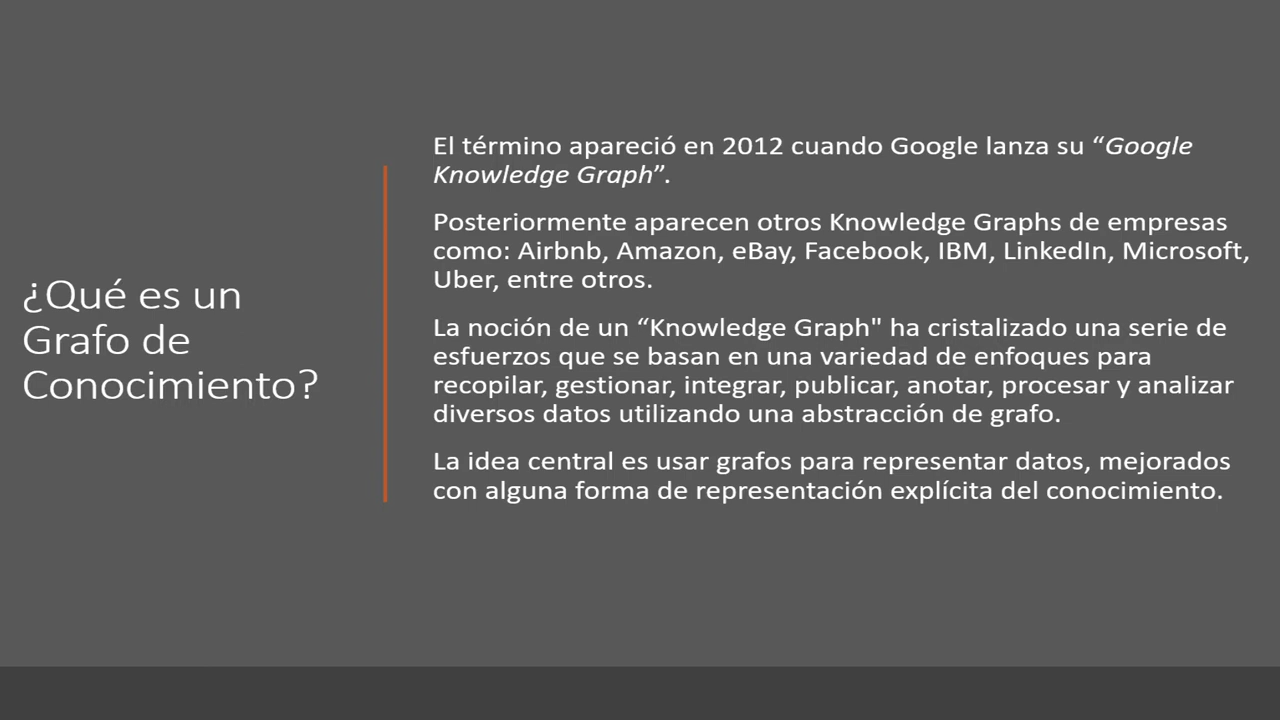 ¿Qué es un
Grafo de
Conocimiento?
El término apareció en 2012 cuando Google lanza su “Google
Knowledge Graph”.
Posteriormente aparecen otros Knowledge Graphs de empresas
como: Airbnb, Amazon, eBay, Facebook, IBM, LinkedIn, Microsoft,
Uber, entre otros.
La noción de un “Knowledge Graph" ha cristalizado una serie de
esfuerzos que se basan en una variedad de enfoques para
recopilar, gestionar, integrar, publicar, anotar, procesar y analizar
diversos datos utilizando una abstracción de grafo.
La idea central es usar grafos para representar datos, mejorados
con alguna forma de representación explícita del conocimiento.